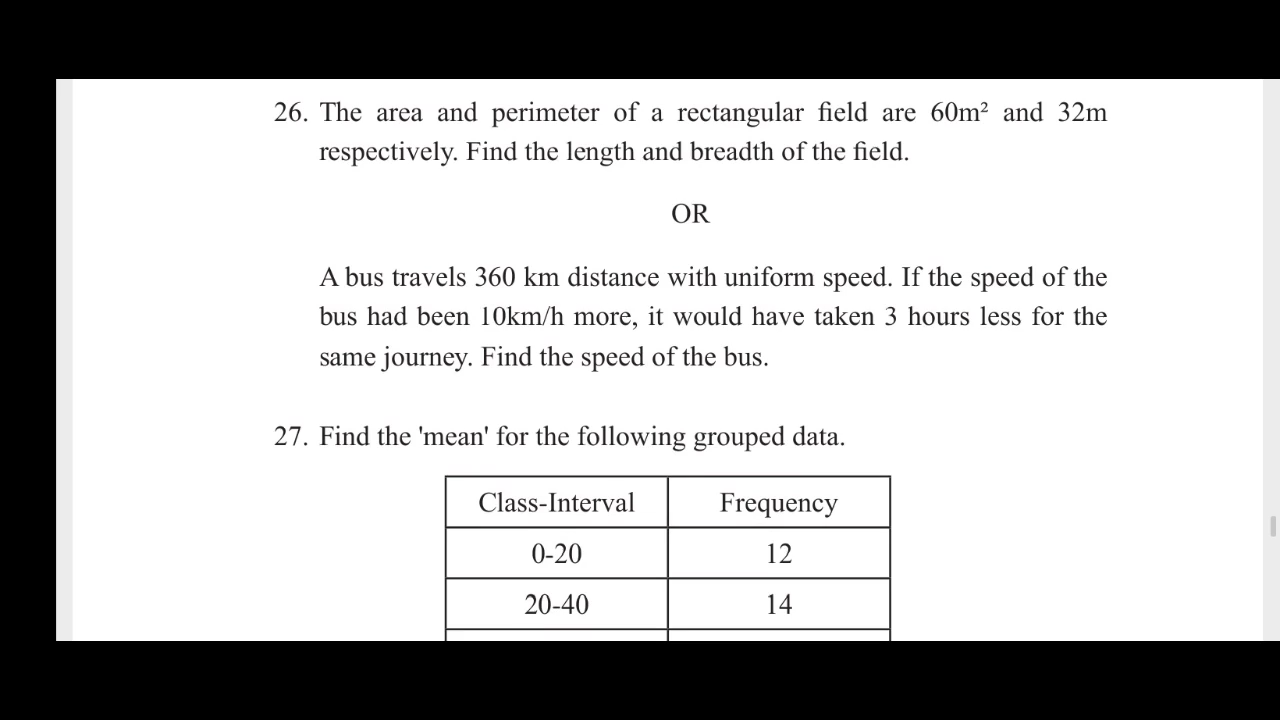 26. The area and perimeter of a rectangular field are 60m² and 32m
respectively. Find the length and breadth of the field.
OR
A bus travels 360 km distance with uniform speed. If the speed of the
bus had been 10km/h more, it would have taken 3 hours less for the
same journey. Find the speed of the bus.
27. Find the 'mean' for the following grouped data.
Class-Interval Frequency
0-20 12
20-40 14